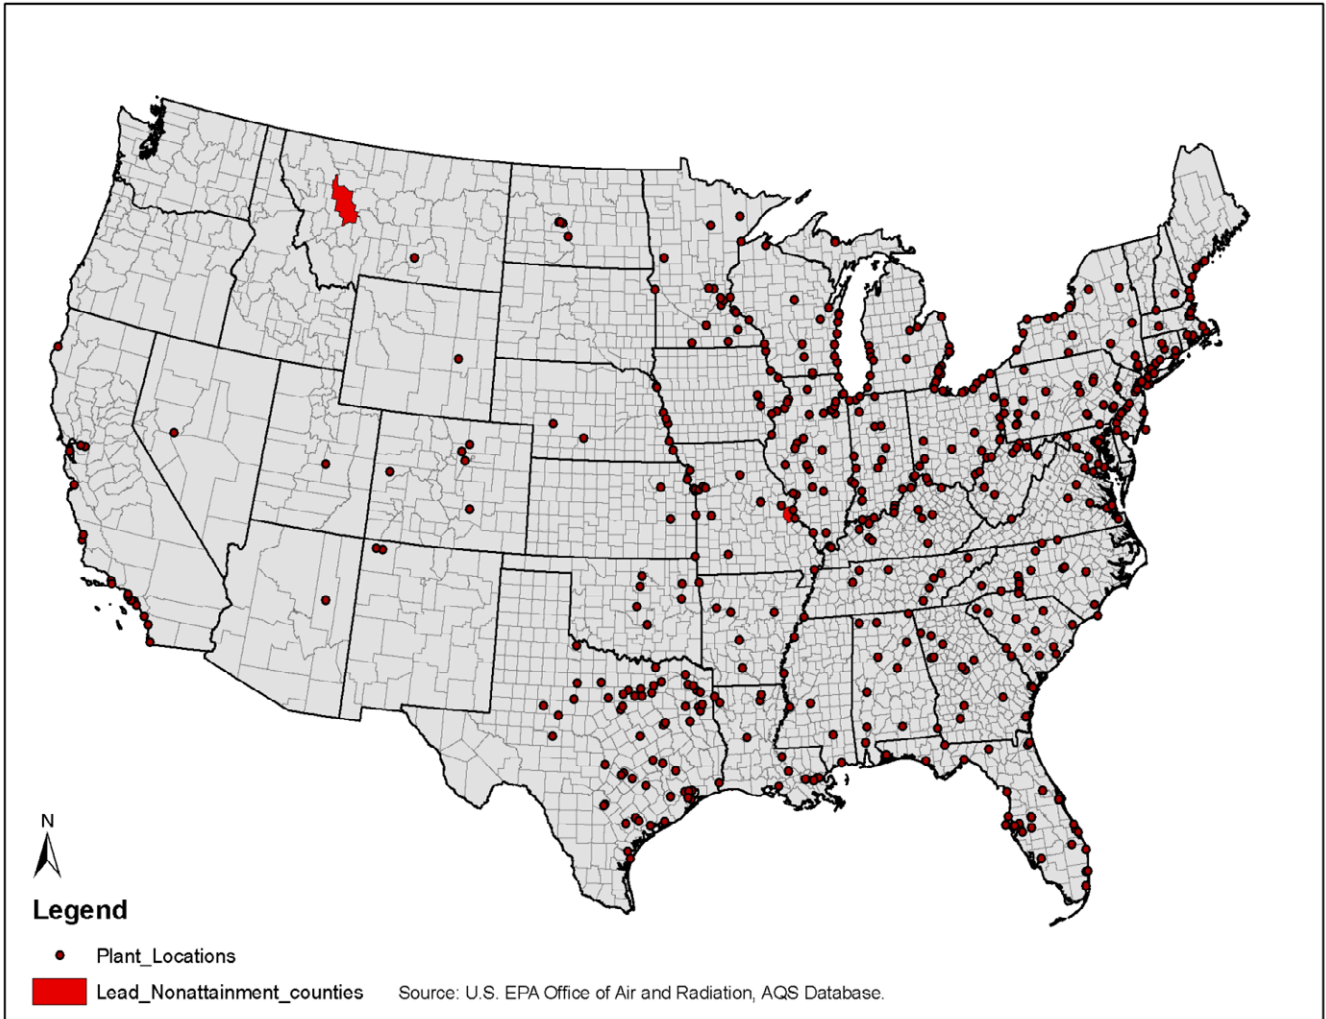 N
Legend
Plant_Locations
Lead_Nonattainment_counties Source: U.S. EPA Office of Air and Radiation, AQS Database.